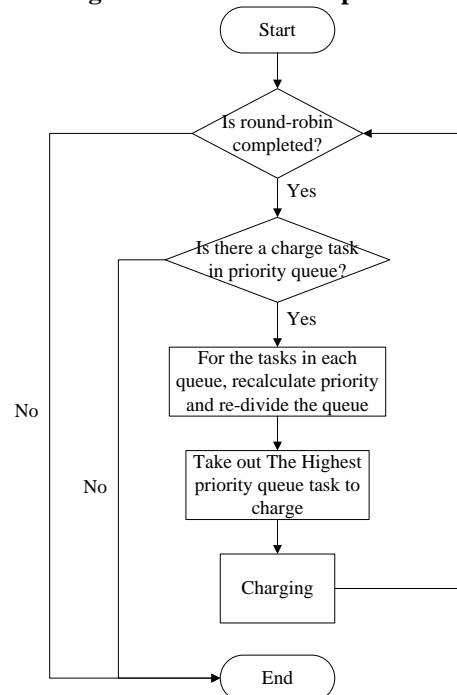 Start
Is round-robin
completed?
Yes
Is there a charge task
in priority queue?
Yes
For the tasks in each
queue, recalculate priority
and re-divide the queue
No
Take out The Highest
priority queue task to
charge
No
Charging
End